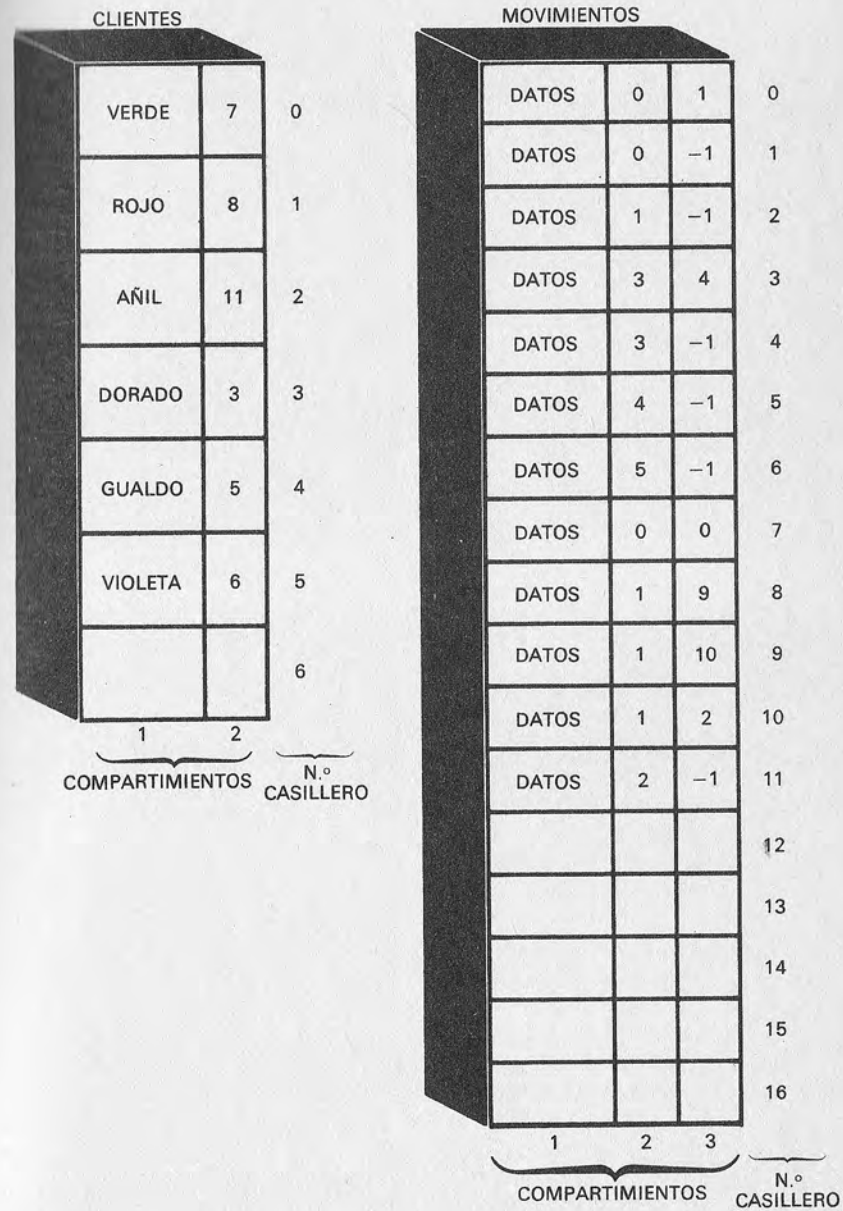 CLIENTES
VERDE 7 0
ROJO 8 1
AÑIL 11 2
DORADO 3 3
GUALDO 5 4
VIOLETA 6 5
6
1 2
COMPARTIMIENTOS N.º CASILLERO
MOVIMIENTOS
DATOS 0 1 0
DATOS 0 −1 1
DATOS 1 −1 2
DATOS 3 4 3
DATOS 3 −1 4
DATOS 4 −1 5
DATOS 5 −1 6
DATOS 0 0 7
DATOS 1 9 8
DATOS 1 10 9
DATOS 1 2 10
DATOS 2 −1 11
12
13
14
15
16
1 2 3
COMPARTIMIENTOS N.º CASILLERO